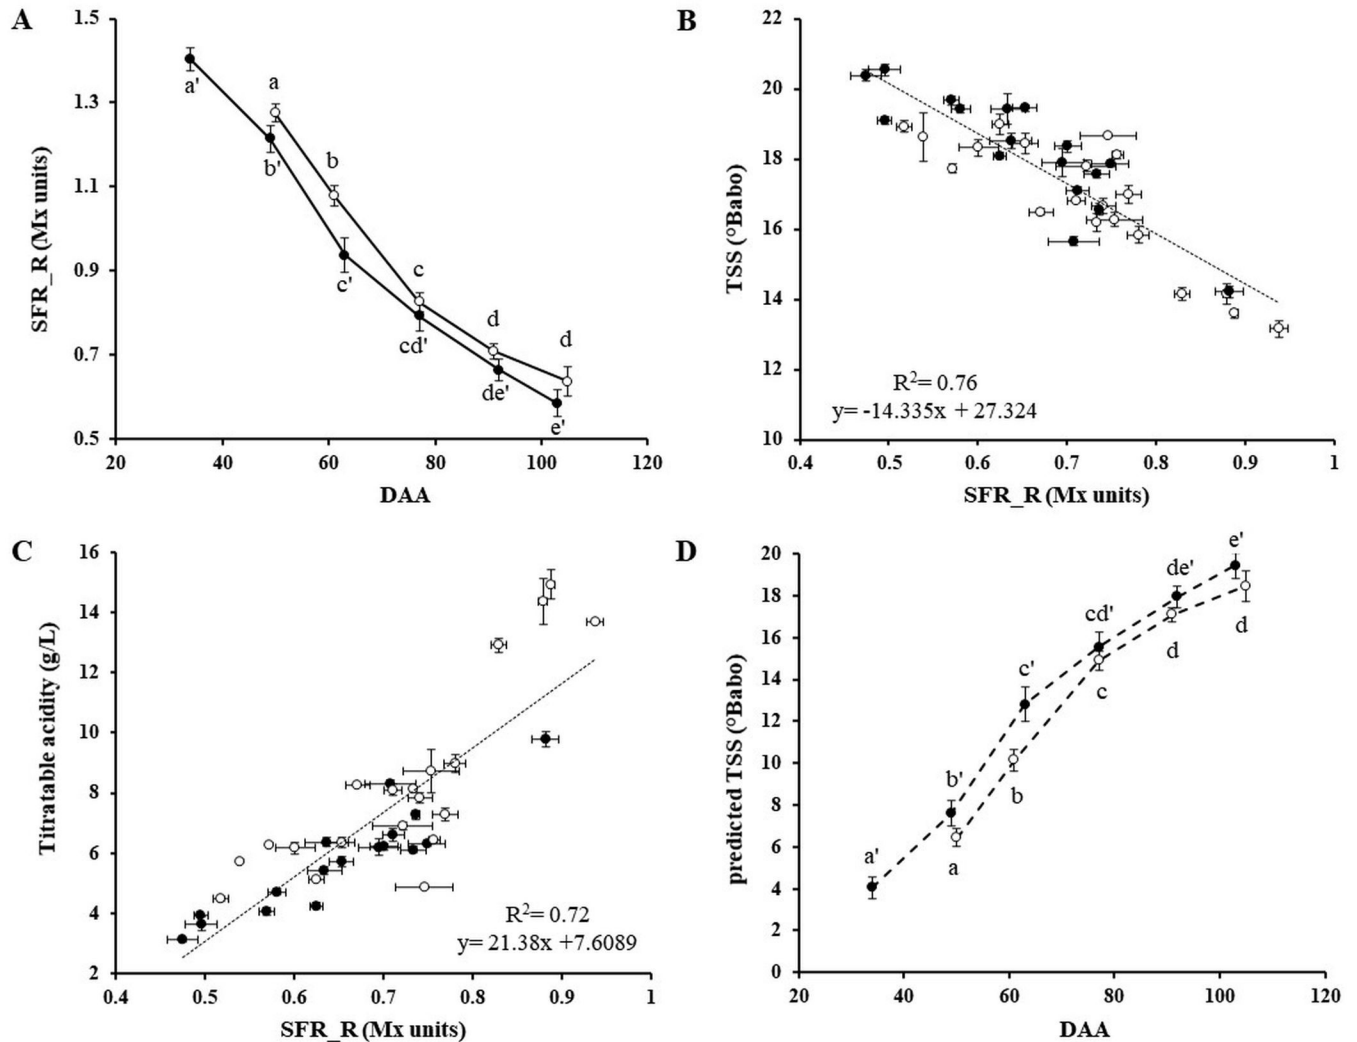 A
1.5
1.3
1.1
0.9
0.7
0.5
SFR_R (Mx units)
a'
a
b'
b
c'
c
cd'
d
de'
d
e'
20 40 60 80 100 120
DAA
B
22
20
18
16
14
12
10
TSS (°Babo)
R²= 0.76
y= -14.335x + 27.324
0.4 0.5 0.6 0.7 0.8 0.9 1
SFR_R (Mx units)
C
16
14
12
10
8
6
4
2
Titratable acidity (g/L)
R²= 0.72
y= 21.38x +7.6089
0.4 0.5 0.6 0.7 0.8 0.9 1
SFR_R (Mx units)
D
20
18
16
14
12
10
8
6
4
2
0
predicted TSS (°Babo)
a'
b'
a
c'
b
cd'
c
de'
d
e'
d
20 40 60 80 100 120
DAA